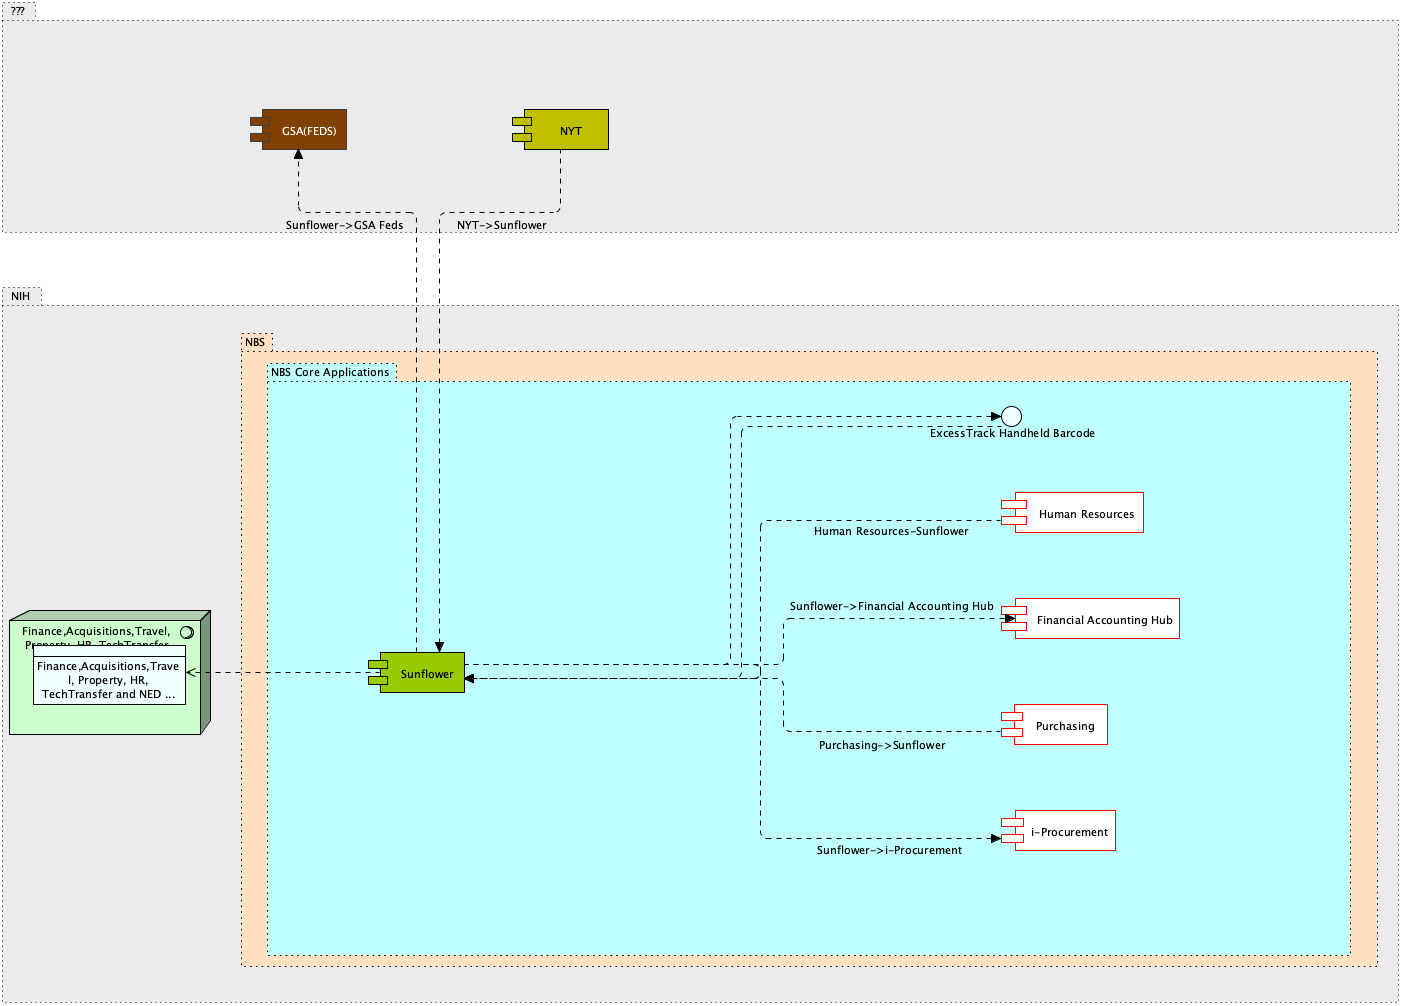 ???
GSA(FEDS)
NYT
Sunflower->GSA Feds
NYT->Sunflower
NIH
NBS
NBS Core Applications
ExcessTrack Handheld Barcode
Human Resources
Human Resources-Sunflower
Sunflower->Financial Accounting Hub
Financial Accounting Hub
Finance,Acquisitions,Travel,
Property, HR, TechTransfer
Finance,Acquisitions,Trave
l, Property, HR,
TechTransfer and NED ...
Sunflower
Purchasing
Purchasing->Sunflower
i-Procurement
Sunflower->i-Procurement